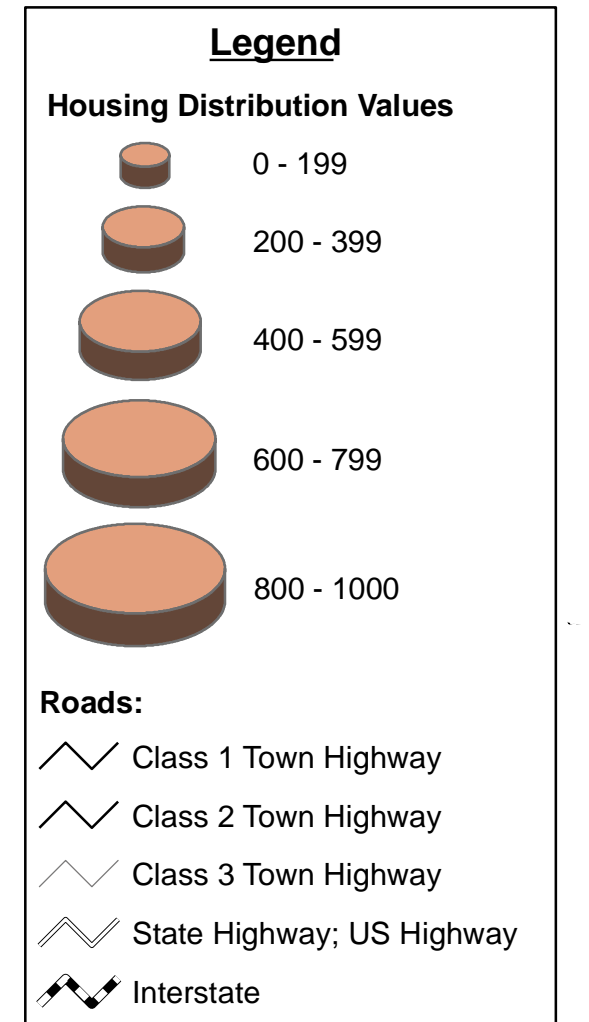 Legend
Housing Distribution Values
0 - 199
200 - 399
400 - 599
600 - 799
800 - 1000
Roads:
Class 1 Town Highway
Class 2 Town Highway
Class 3 Town Highway
State Highway; US Highway
Interstate